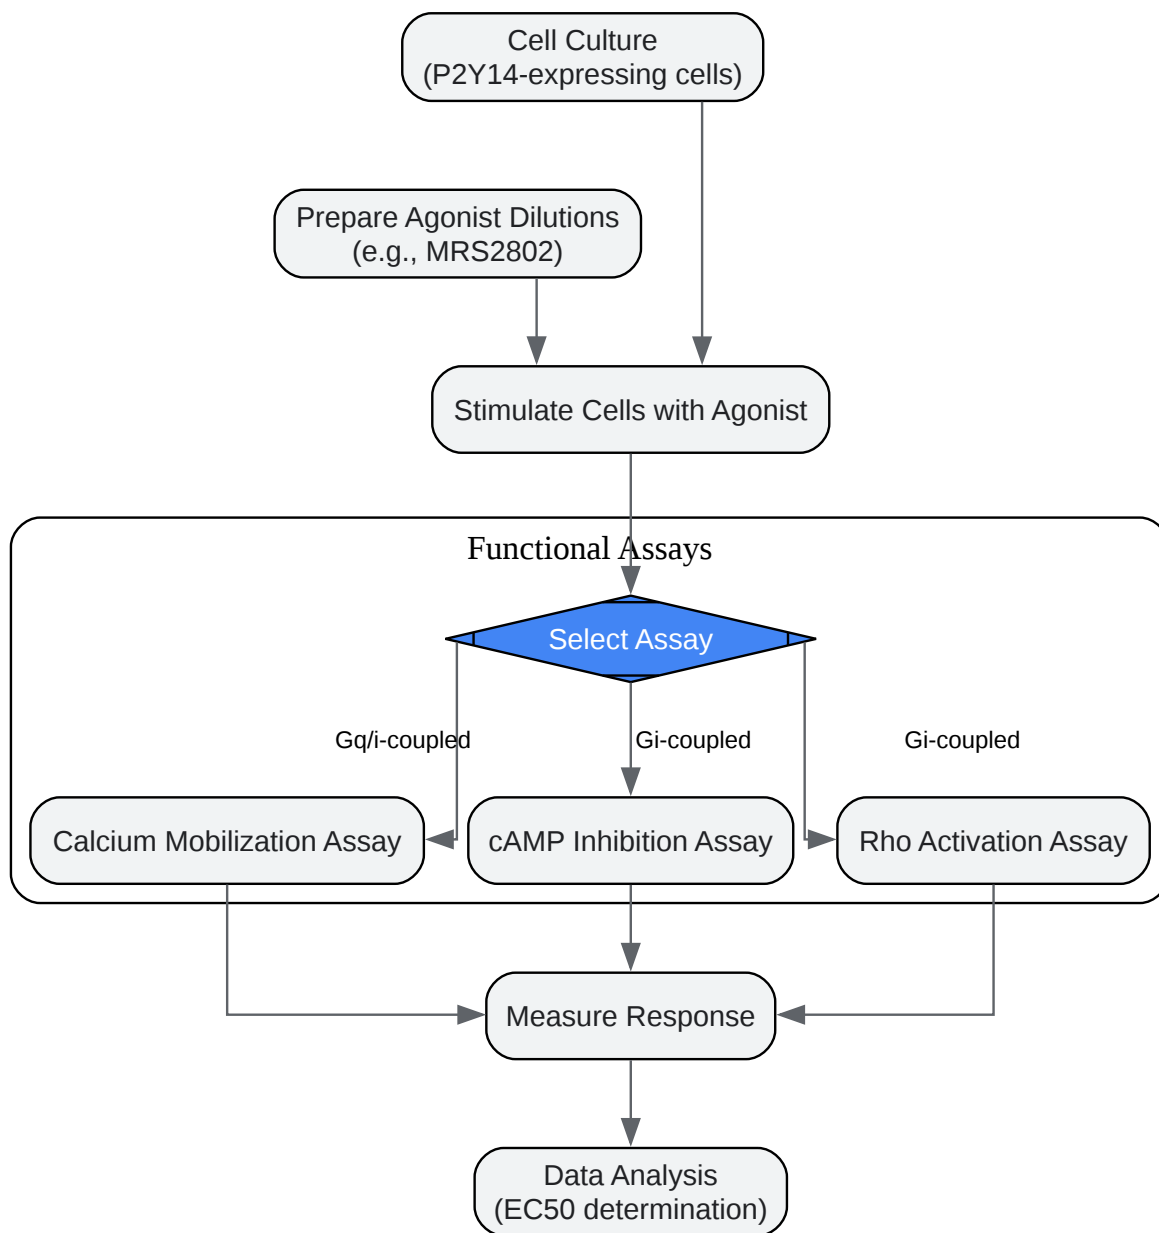 Cell Culture
(P2Y14-expressing cells)
Prepare Agonist Dilutions
(e.g., MRS2802)
Stimulate Cells with Agonist
Functional Assays
Select Assay
Gq/i-coupled
Gi-coupled
Gi-coupled
Calcium Mobilization Assay
cAMP Inhibition Assay
Rho Activation Assay
Measure Response
Data Analysis
(EC50 determination)